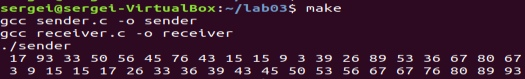 sergei@sergei-VirtualBox:~/lab03$ make
gcc sender.c -o sender
gcc receiver.c -o receiver
./sender
17 93 33 50 56 45 76 43 15 15 9 3 39 26 89 53 36 67 80 67
3 9 15 15 17 26 33 36 39 43 45 50 53 56 67 67 76 80 89 93